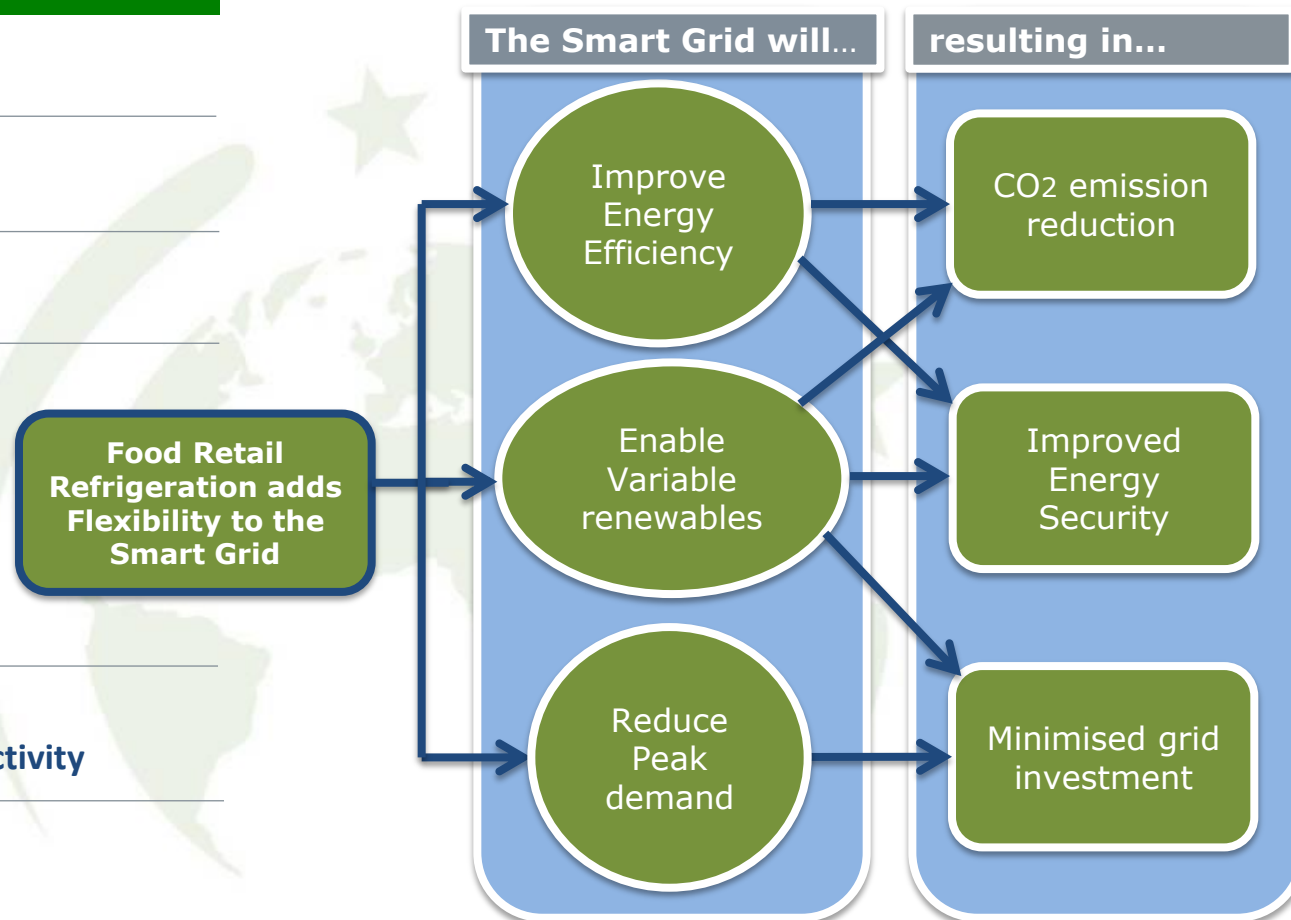 The Smart Grid will...
resulting in...
Improve
Energy
Efficiency
CO2 emission
reduction
Food Retail
Refrigeration adds
Flexibility to the
Smart Grid
Enable
Variable
renewables
Improved
Energy
Security
Reduce
Peak
demand
Minimised grid
investment
ctivity